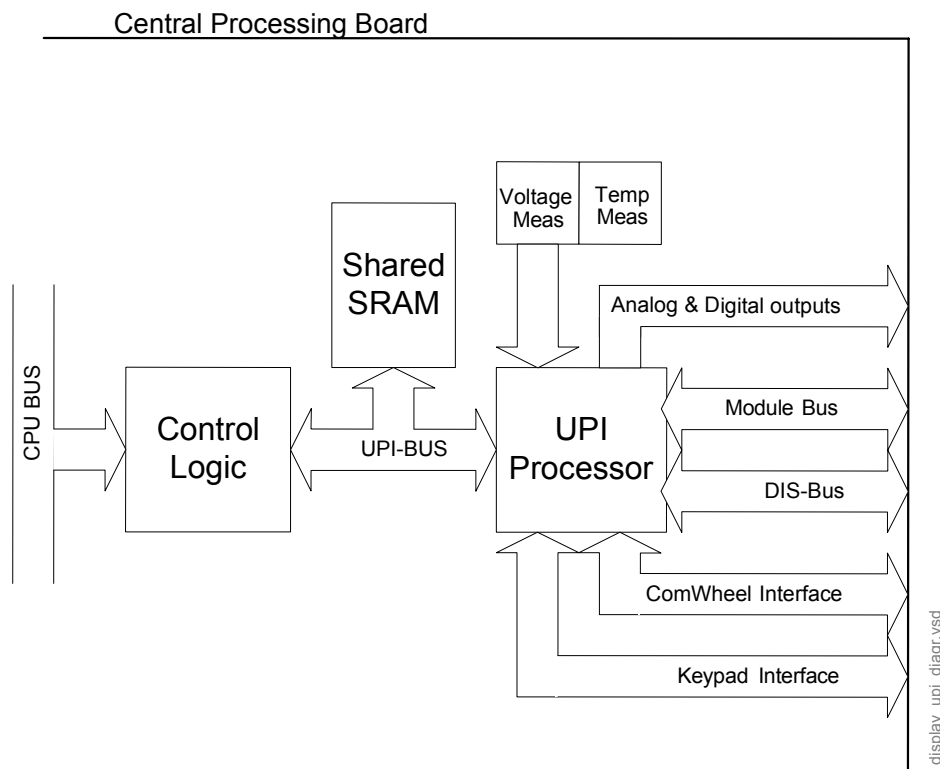 Central Processing Board
Voltage
Meas
Temp
Meas
Shared
SRAM
Analog & Digital outputs
CPU BUS
Control
Logic
UPI-BUS
UPI
Processor
Module Bus
DIS-Bus
ComWheel Interface
Keypad Interface
display_upi_diagr.vsd